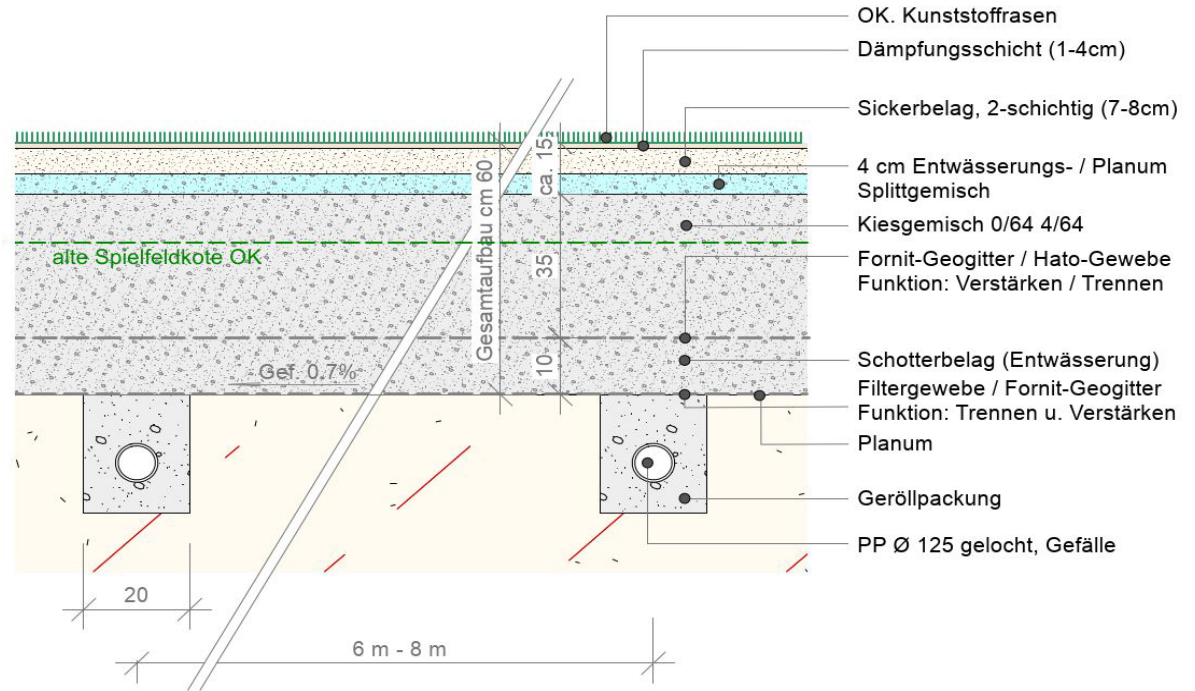 OK. Kunststoffrasen
Dämpfungsschicht (1-4cm)
Sickerbelag, 2-schichtig (7-8cm)
4 cm Entwässerungs- / Planum
Splittgemisch
Kiesgemisch 0/64 4/64
Fornit-Geogitter / Hato-Gewebe
Funktion: Verstärken / Trennen
Schotterbelag (Entwässerung)
Filtergewebe / Fornit-Geogitter
Funktion: Trennen u. Verstärken
Planum
Geröllpackung
PP Ø 125 gelocht, Gefälle
alte Spielfeldkote OK
Gef. 0.7%
Gesamtaufbau cm 60
ca. 15
35
10
20
6 m - 8 m